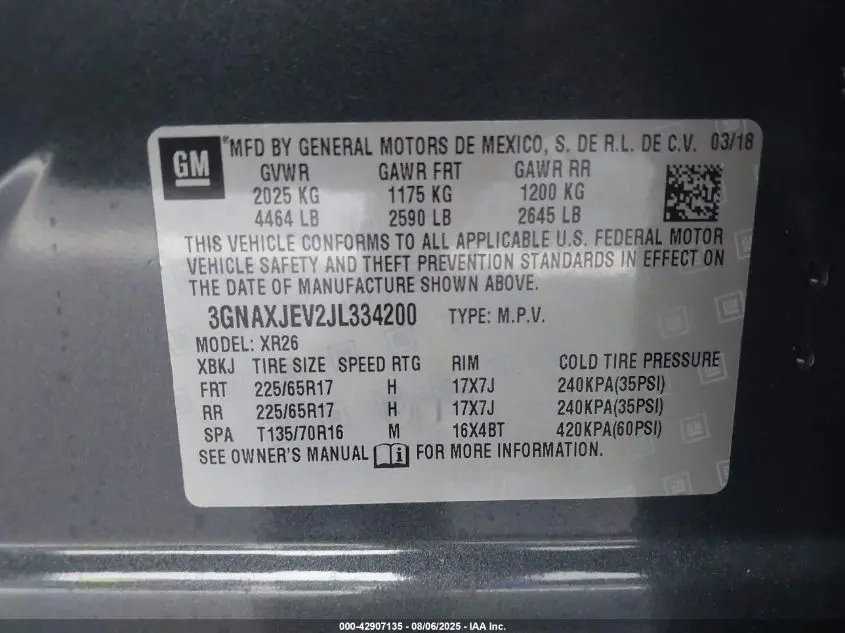 GM
*MFD BY GENERAL MOTORS DE MEXICO, S. DE R.L. DE C.V. 03/18
GVWR GAWR FRT GAWR RR
2025 KG 1175 KG 1200 KG
4464 LB 2590 LB 2645 LB
THIS VEHICLE CONFORMS TO ALL APPLICABLE U.S. FEDERAL MOTOR
VEHICLE SAFETY AND THEFT PREVENTION STANDARDS IN EFFECT ON
THE DATE OF MANUFACTURE SHOWN ABOVE.
3GNAXJEV2JL334200 TYPE: M.P.V.
MODEL: XR26
XBKJ TIRE SIZE SPEED RTG RIM COLD TIRE PRESSURE
FRT 225/65R17 H 17X7J 240KPA(35PSI)
RR 225/65R17 H 17X7J 240KPA(35PSI)
SPA T135/70R16 M 16X4BT 420KPA(60PSI)
SEE OWNER'S MANUAL FOR MORE INFORMATION.
000-42907135 - 08/06/2025 - IAA Inc.